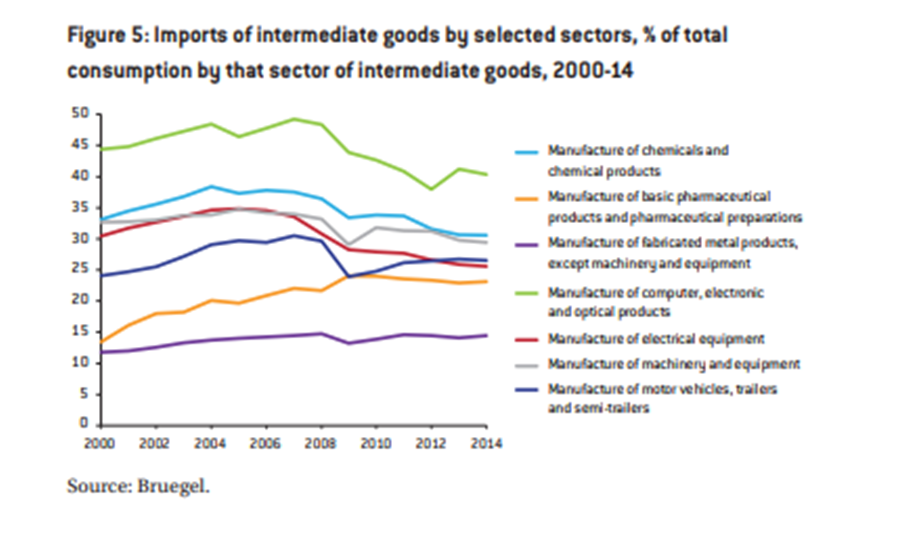 Figure 5: Imports of intermediate goods by selected sectors, % of total
consumption by that sector of intermediate goods, 2000-14
50
45
40
35
30
25
20
15
10
5
0
2000 2002 2004 2006 2008 2010 2012 2014
Manufacture of chemicals and
chemical products
Manufacture of basic pharmaceutical
products and pharmaceutical preparations
Manufacture of fabricated metal products,
except machinery and equipment
Manufacture of computer, electronic
and optical products
Manufacture of electrical equipment
Manufacture of machinery and equipment
Manufacture of motor vehicles, trailers
and semi-trailers
Source: Bruegel.